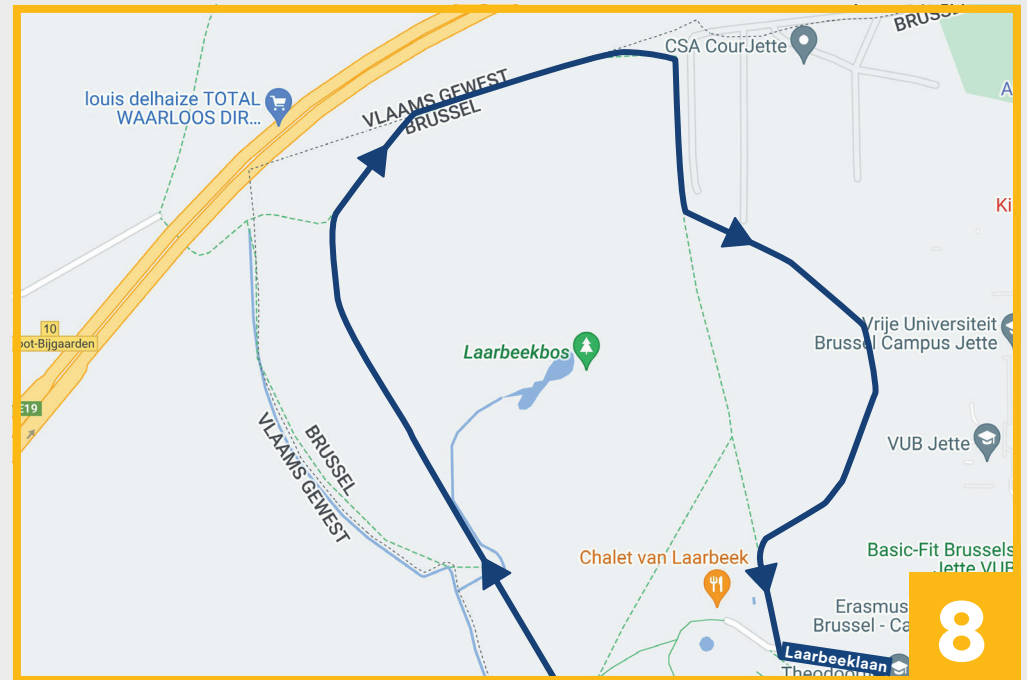 BRUSSEL
CSA CourJette
louis delhaize TOTAL
WAARLOOS DIR...
VLAAMS GEWEST
BRUSSEL
A
Ki
10
oot-Bijgaarden
Vrije Universiteit
Brussel Campus Jette
Laarbeekbos
E19
BRUSSEL
VLAAMS GEWEST
VUB Jette
Basic-Fit Brussels
Jette VUB
Chalet van Laarbeek
Erasmus
Brussel - Ca
8
Laarbeeklaan